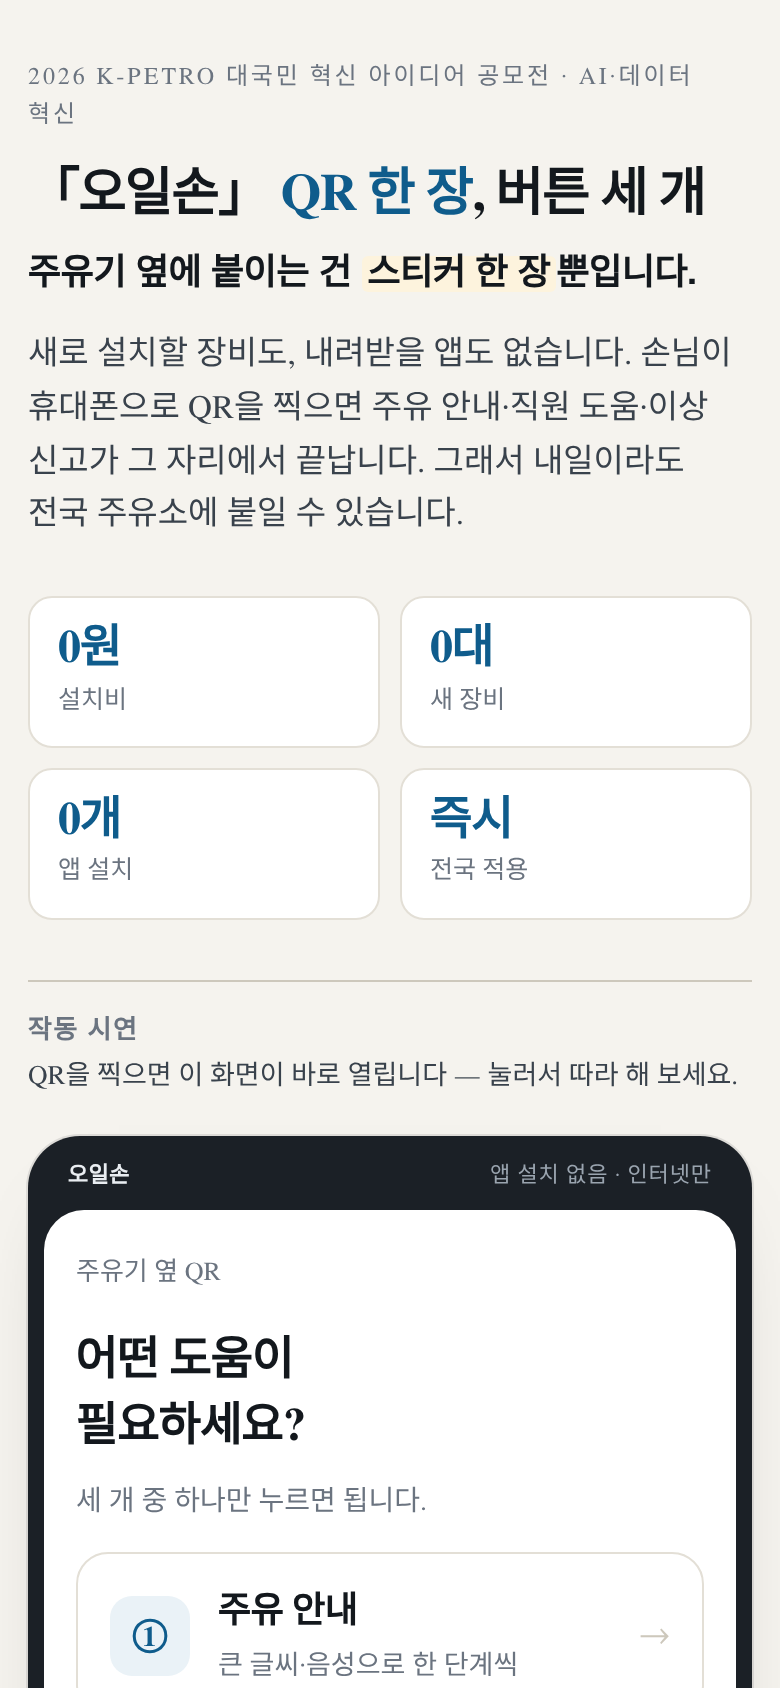 2026 K-PETRO 대국민 혁신 아이디어 공모전 · AI·데이터
혁신
「오일손」 QR 한 장, 버튼 세 개
주유기 옆에 붙이는 건 스티커 한 장뿐입니다.
새로 설치할 장비도, 내려받을 앱도 없습니다. 손님이
휴대폰으로 QR을 찍으면 주유 안내·직원 도움·이상
신고가 그 자리에서 끝납니다. 그래서 내일이라도
전국 주유소에 붙일 수 있습니다.
0원
설치비
0대
새 장비
0개
앱 설치
즉시
전국 적용
작동 시연
QR을 찍으면 이 화면이 바로 열립니다 — 눌러서 따라 해 보세요.
오일손
앱 설치 없음 · 인터넷만
주유기 옆 QR
어떤 도움이
필요하세요?
세 개 중 하나만 누르면 됩니다.
① 주유 안내 →
큰 글씨·음성으로 한 단계씩